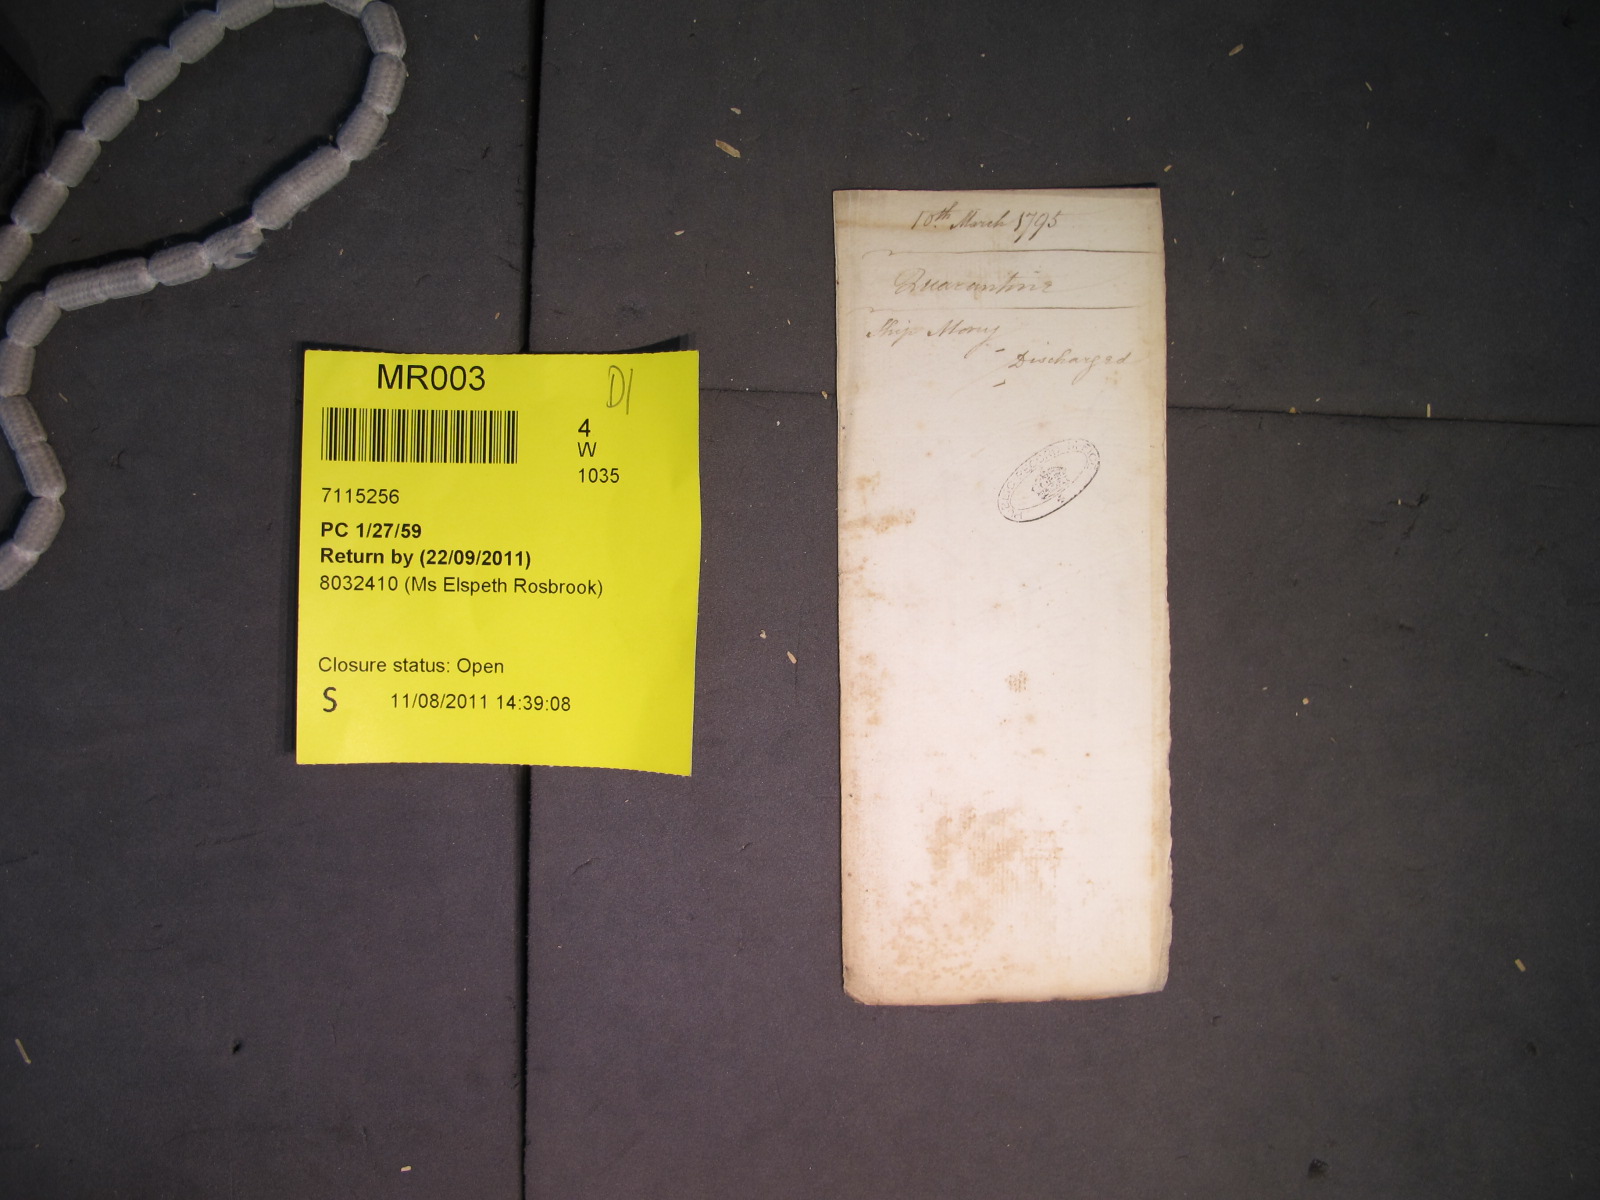 MR003
D1
4
W
1035
7115256
PC 1/27/59
Return by (22/09/2011)
8032410 (Ms Elspeth Rosbrook)
Closure status: Open
S 11/08/2011 14:39:08
10th March 1795
Quarantine
Ship Mary
Discharged